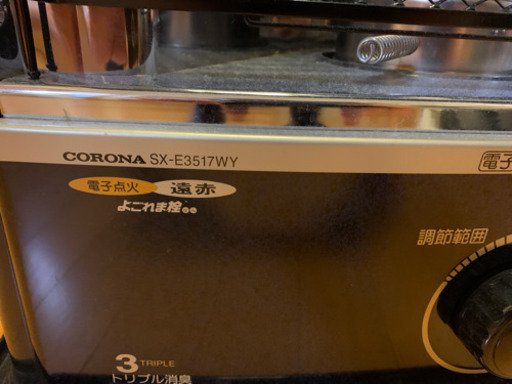 CORONA SX-E3517WY
電子
電子点火 遠赤
よごれま栓
調節範囲
3 TRIPLE
トリプル消臭